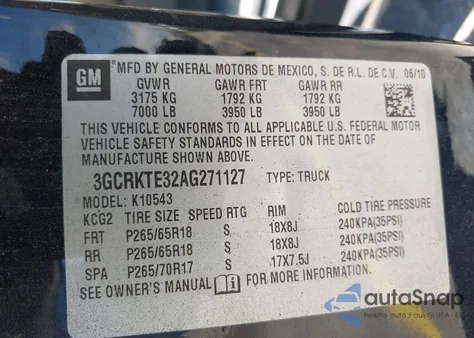 GM MFD BY GENERAL MOTORS DE MEXICO, S. DE R.L. DE C.V. 06/10
GVWR GAWR FRT GAWR RR
3175 KG 1792 KG 1792 KG
7000 LB 3950 LB 3950 LB
THIS VEHICLE CONFORMS TO ALL APPLICABLE U.S. FEDERAL MOTOR
VEHICLE SAFETY STANDARDS IN EFFECT ON THE DATE OF
MANUFACTURE SHOWN ABOVE.
3GCRKTE32AG271127 TYPE: TRUCK
MODEL: K10543
KCG2 TIRE SIZE SPEED RTG RIM COLD TIRE PRESSURE
FRT P265/65R18 S 18X8J 240KPA(35PSI)
RR P265/65R18 S 18X8J 240KPA(35PSI)
SPA P265/70R17 S 17X7.5J 240KPA(35PSI)
SEE OWNER'S MANUAL FOR MORE INFORMATION.
autoSnap
Pewne auto z USA